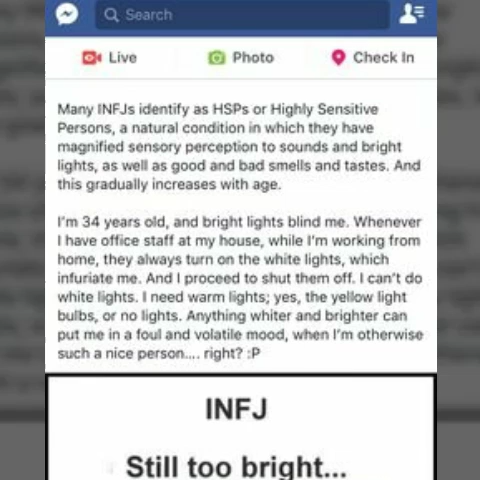 Search
Live Photo Check In
Many INFJs identify as HSPs or Highly Sensitive
Persons, a natural condition in which they have
magnified sensory perception to sounds and bright
lights, as well as good and bad smells and tastes. And
this gradually increases with age.
I'm 34 years old, and bright lights blind me. Whenever
I have office staff at my house, while I'm working from
home, they always turn on the white lights, which
infuriate me. And I proceed to shut them off. I can't do
white lights. I need warm lights; yes, the yellow light
bulbs, or no lights. Anything whiter and brighter can
put me in a foul and volatile mood, when I'm otherwise
such a nice person.... right? :P
INFJ
Still too bright...